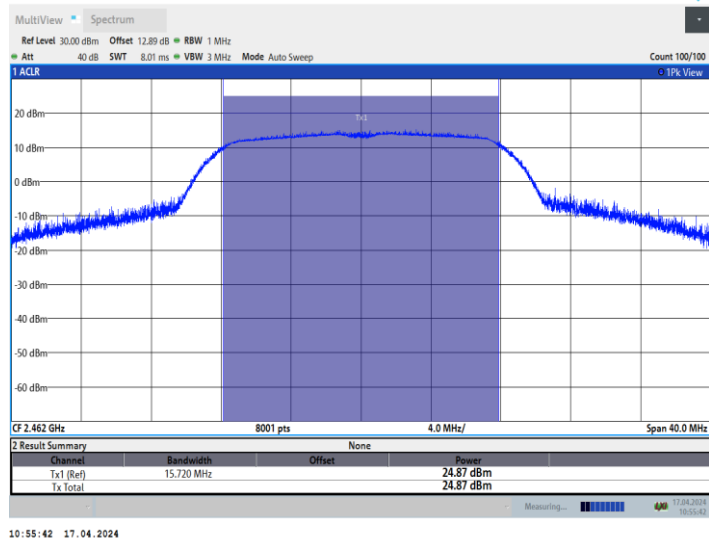 MultiView Spectrum
Ref Level 30.00 dBm Offset 12.89 dB RBW 1 MHz
Att 40 dB SWT 8.01 ms VBW 3 MHz Mode Auto Sweep Count 100/100
1 ACLR 1Pk View
Tx1
20 dBm
10 dBm
0 dBm
-10 dBm
-20 dBm
-30 dBm
-40 dBm
-50 dBm
-60 dBm
CF 2.462 GHz 8001 pts 4.0 MHz/ Span 40.0 MHz
2 Result Summary None
Channel Bandwidth Offset Power
Tx1 (Ref) 15.720 MHz 24.87 dBm
Tx Total 24.87 dBm
Measuring... 17.04.2024
10:55:42
10:55:42 17.04.2024